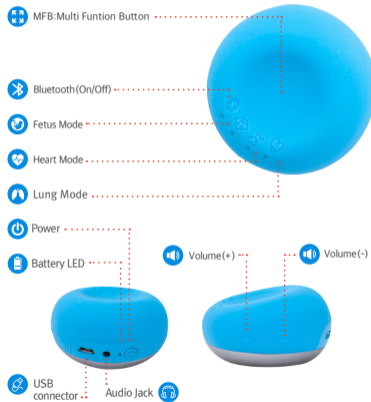 MFB:Multi Funtion Button
Bluetooth(On/Off)
Fetus Mode
Heart Mode
Lung Mode
Power
Battery LED
Volume(+)
Volume(-)
USB
connector
Audio Jack